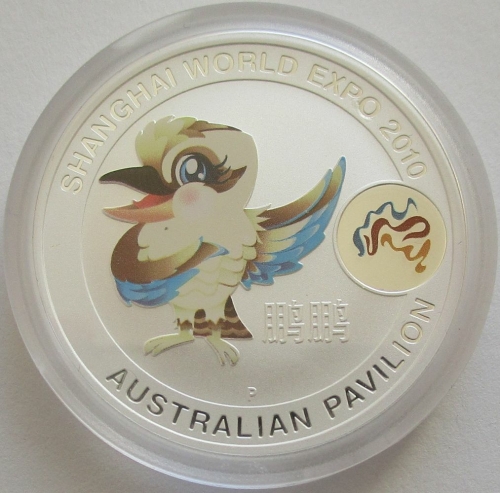 SHANGHAI WORLD EXPO 2010
鹏鹏
P
AUSTRALIAN PAVILION